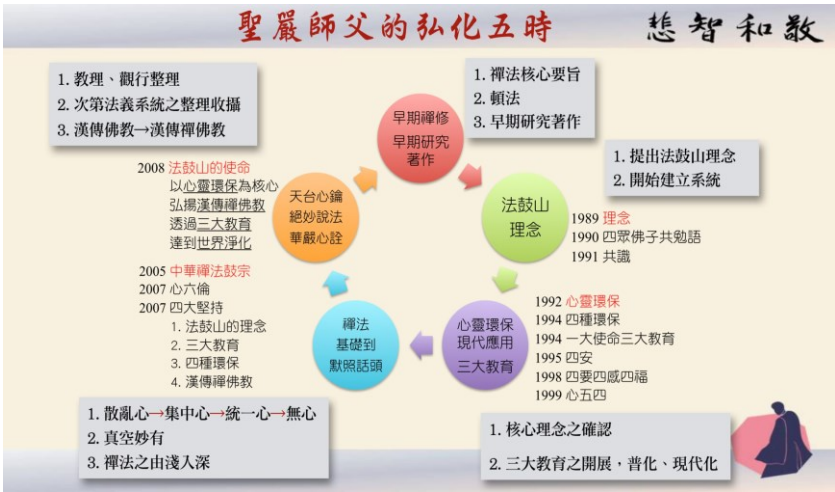 聖嚴師父的弘化五時
悲智和敬
1. 教理、觀行整理
2. 次第法義系統之整理收攝
3. 漢傳佛教→漢傳禪佛教
早期禪修
早期研究
著作
1. 禪法核心要旨
2. 頓法
3. 早期研究著作
1. 提出法鼓山理念
2. 開始建立系統
法鼓山
理念
1989 理念
1990 四眾佛子共勉語
1991 共識
2008 法鼓山的使命
以心靈環保為核心
弘揚漢傳禪佛教
透過三大教育
達到世界淨化
天台心鑰
絕妙說法
華嚴心詮
2005 中華禪法鼓宗
2007 心六倫
2007 四大堅持
1. 法鼓山的理念
2. 三大教育
3. 四種環保
4. 漢傳禪佛教
禪法
基礎到
默照話頭
心靈環保
現代應用
三大教育
1992 心靈環保
1994 四種環保
1994 一大使命三大教育
1995 四安
1998 四要四感四福
1999 心五四
1. 散亂心→集中心→統一心→無心
2. 真空妙有
3. 禪法之由淺入深
1. 核心理念之確認
2. 三大教育之開展，普化、現代化